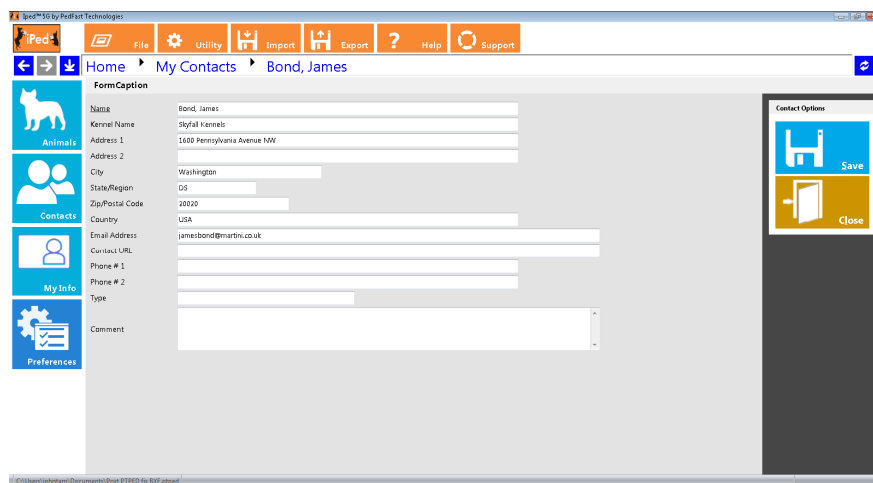 Iped™ 5G by PedFast Technologies
iPed
File
Utility
Import
Export
? Help
Support
Home My Contacts Bond, James
FormCaption
Name Bond, James
Kennel Name Skyfall Kennels
Address 1 1600 Pennsylvania Avenue NW
Address 2
City Washington
State/Region DS
Zip/Postal Code 20020
Country USA
Email Address jamesbond@martini.co.uk
Contact URL
Phone # 1
Phone # 2
Type
Comment
Animals
Contacts
My Info
Preferences
Contact Options
Save
Close